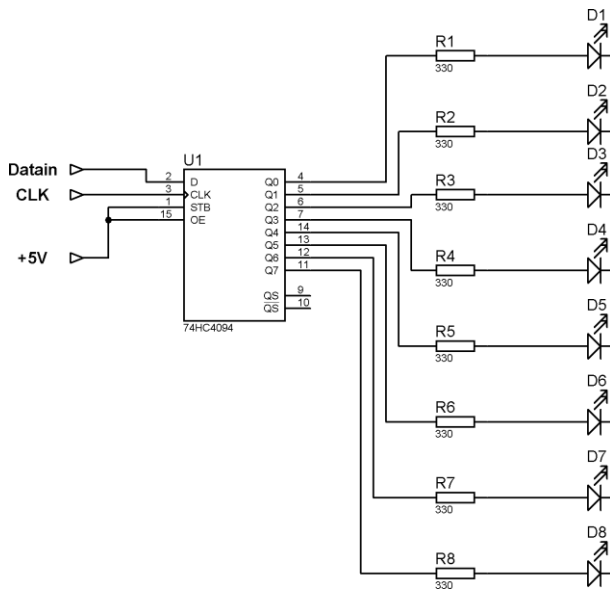 D1
R1
330
D2
R2
330
D3
R3
330
D4
R4
330
D5
R5
330
D6
R6
330
D7
R7
330
D8
R8
330
U1
Datain
CLK
+5V
2
3
1
15
D
CLK
STB
OE
Q0
Q1
Q2
Q3
Q4
Q5
Q6
Q7
QS
QS
4
5
6
7
14
13
12
11
9
10
74HC4094